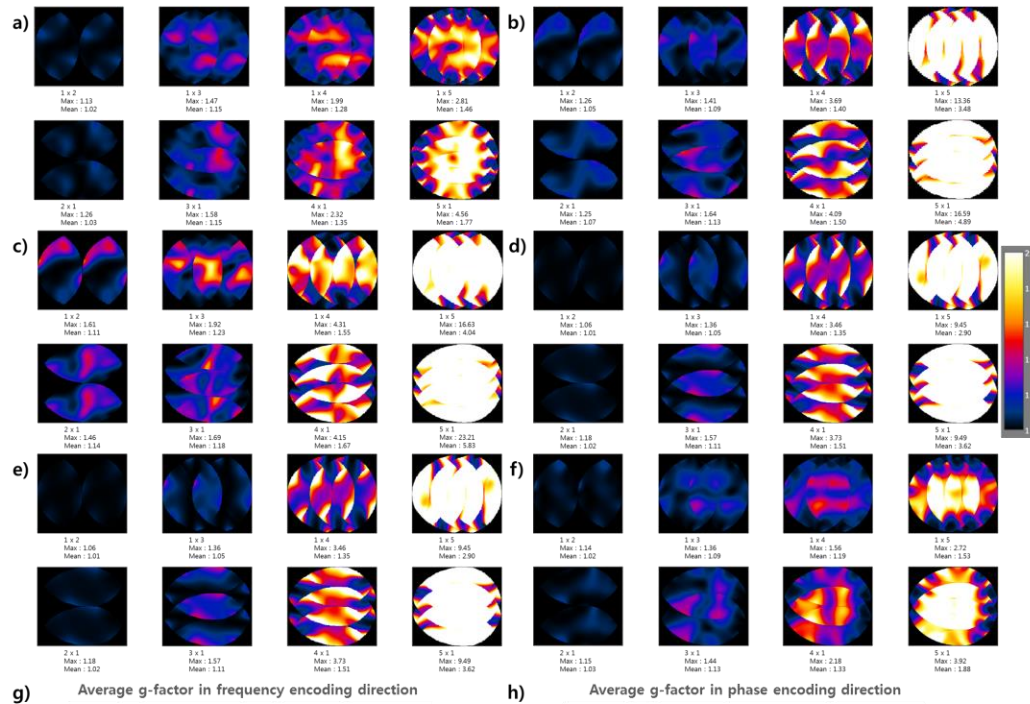 a)
1 x 2
Max : 1.13
Mean : 1.02
1 x 3
Max : 1.47
Mean : 1.15
1 x 4
Max : 1.99
Mean : 1.28
1 x 5
Max : 2.81
Mean : 1.46
2 x 1
Max : 1.26
Mean : 1.03
3 x 1
Max : 1.58
Mean : 1.15
4 x 1
Max : 2.32
Mean : 1.35
5 x 1
Max : 4.56
Mean : 1.77
b)
1 x 2
Max : 1.26
Mean : 1.05
1 x 3
Max : 1.41
Mean : 1.09
1 x 4
Max : 3.69
Mean : 1.40
1 x 5
Max : 13.36
Mean : 3.48
2 x 1
Max : 1.25
Mean : 1.07
3 x 1
Max : 1.64
Mean : 1.13
4 x 1
Max : 4.09
Mean : 1.50
5 x 1
Max : 16.59
Mean : 4.89
c)
1 x 2
Max : 1.61
Mean : 1.11
1 x 3
Max : 1.92
Mean : 1.23
1 x 4
Max : 4.31
Mean : 1.55
1 x 5
Max : 16.63
Mean : 4.04
2 x 1
Max : 1.46
Mean : 1.14
3 x 1
Max : 1.69
Mean : 1.18
4 x 1
Max : 4.15
Mean : 1.67
5 x 1
Max : 23.21
Mean : 5.83
d)
1 x 2
Max : 1.06
Mean : 1.01
1 x 3
Max : 1.36
Mean : 1.05
1 x 4
Max : 3.46
Mean : 1.35
1 x 5
Max : 9.45
Mean : 2.90
2 x 1
Max : 1.18
Mean : 1.02
3 x 1
Max : 1.57
Mean : 1.11
4 x 1
Max : 3.73
Mean : 1.51
5 x 1
Max : 9.49
Mean : 3.62
2
1
1
1
1
1
e)
1 x 2
Max : 1.06
Mean : 1.01
1 x 3
Max : 1.36
Mean : 1.05
1 x 4
Max : 3.46
Mean : 1.35
1 x 5
Max : 9.45
Mean : 2.90
2 x 1
Max : 1.18
Mean : 1.02
3 x 1
Max : 1.57
Mean : 1.11
4 x 1
Max : 3.73
Mean : 1.51
5 x 1
Max : 9.49
Mean : 3.62
f)
1 x 2
Max : 1.14
Mean : 1.02
1 x 3
Max : 1.36
Mean : 1.09
1 x 4
Max : 1.56
Mean : 1.19
1 x 5
Max : 2.72
Mean : 1.53
2 x 1
Max : 1.15
Mean : 1.03
3 x 1
Max : 1.44
Mean : 1.13
4 x 1
Max : 2.18
Mean : 1.33
5 x 1
Max : 3.92
Mean : 1.88
g) Average g-factor in frequency encoding direction
h) Average g-factor in phase encoding direction